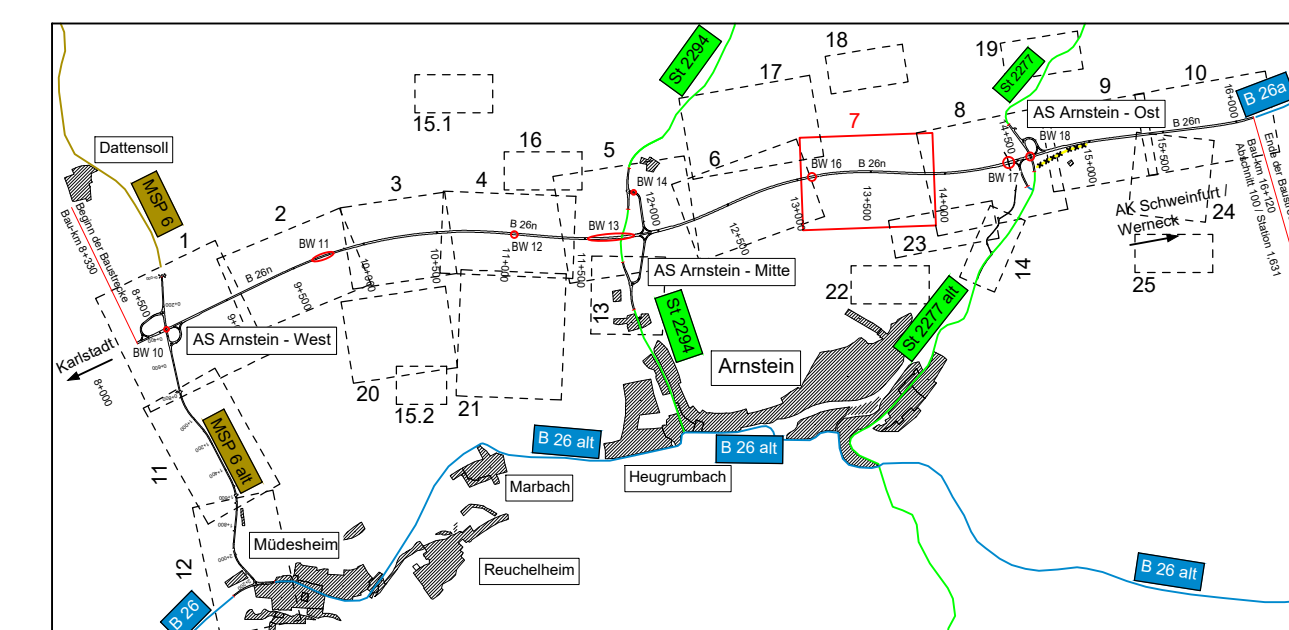 18
19
St 2294
St 2277
17
10
9
8
16+000
B 26a
15.1
AS Arnstein - Ost
BW 18
14+500
B 26n
7
16
5
6
Dattensoll
MSP 6
BW 16
B 26n
BW 17
15+000
15+500
Ende der Baustrecke
Bau-km 16+120
Abschnitt 100 / Station 1,631
3
4
BW 14
12+000
13+000
13+500
14+000
AK Schweinfurt /
Werneck
24
2
B 26n
BW 13
BW 12
12+500
23
14
1
Beginn der Baustrecke
Bau-km 8+330
BW 11
10+500
11+000
11+500
AS Arnstein - Mitte
25
B 26n
9+500
13
22
8+500
AS Arnstein - West
BW 10
Karlstadt
8+000
St 2294
St 2277 alt
Arnstein
20
15.2
21
MSP 6 alt
11
B 26 alt
B 26 alt
Heugrumbach
Marbach
Müdesheim
Reuchelheim
12
B 26
B 26 alt